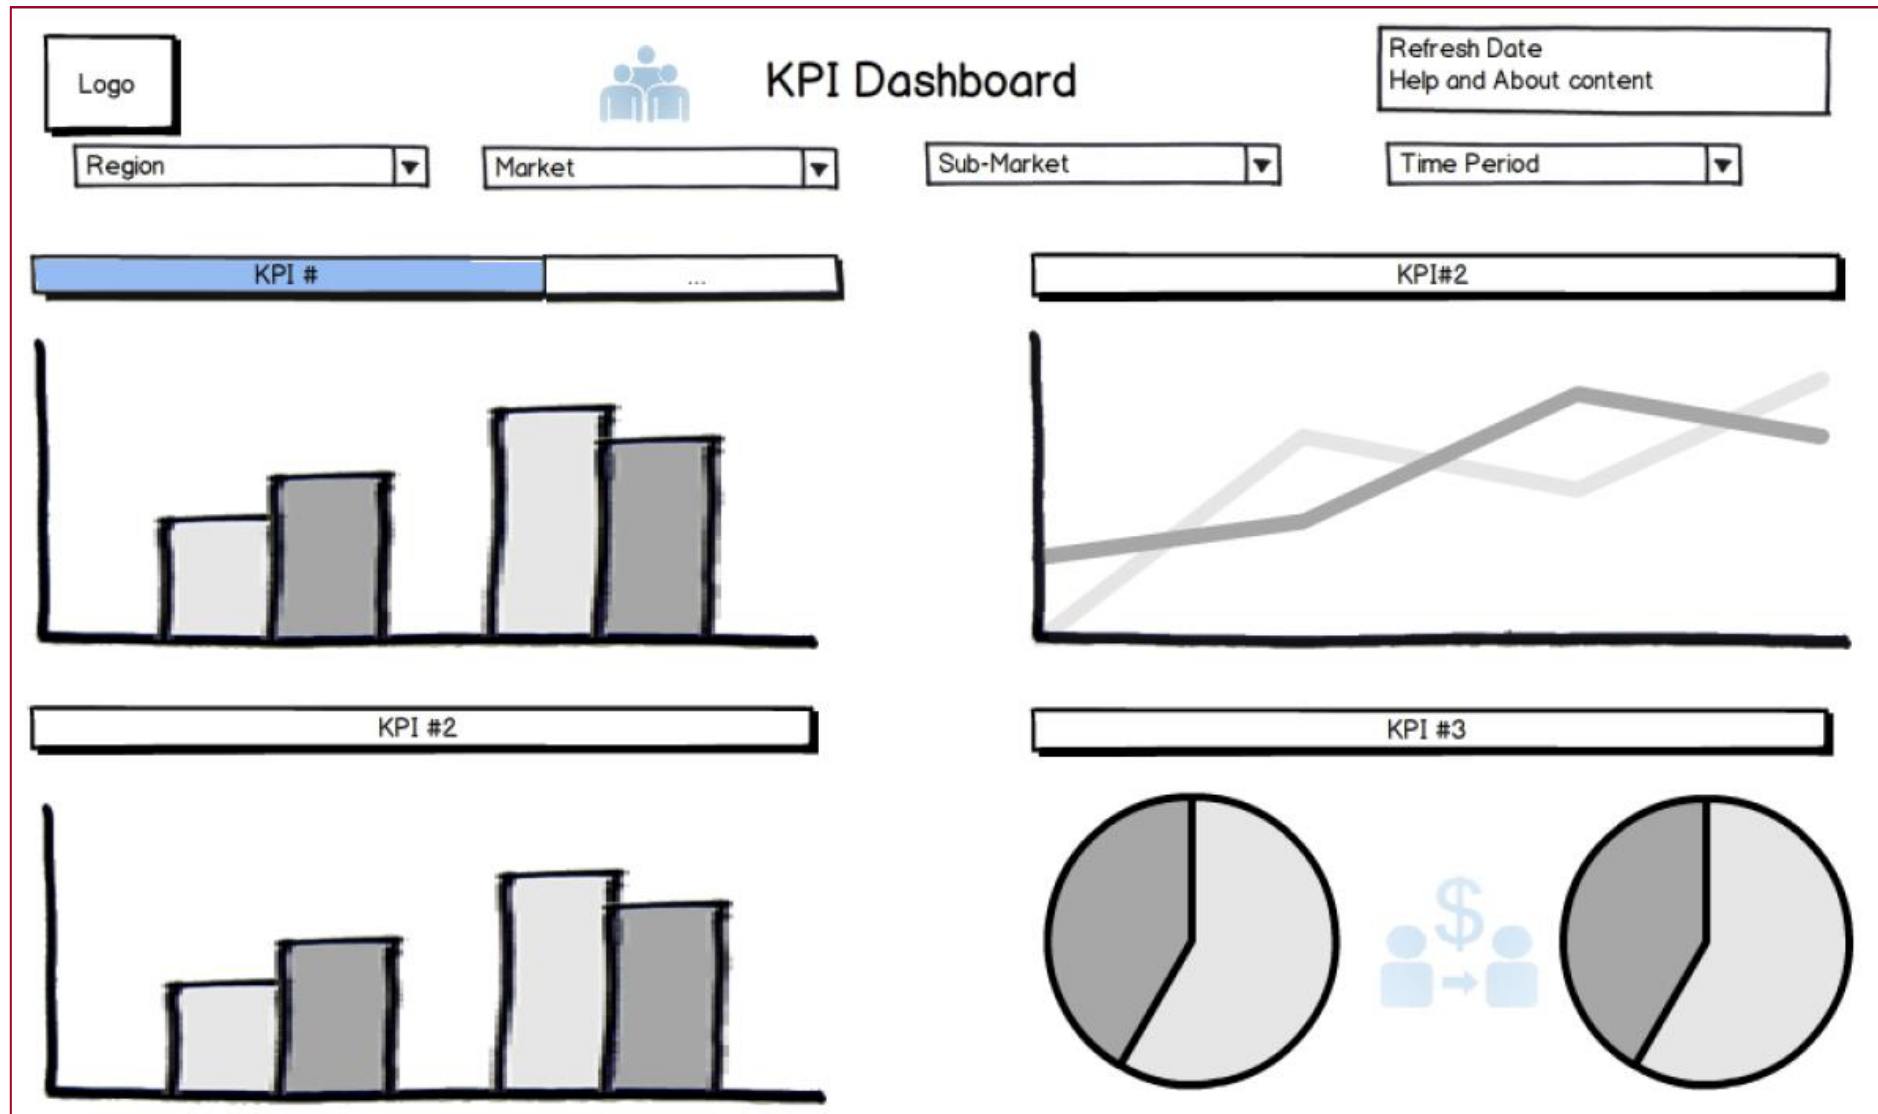 Logo
KPI Dashboard
Refresh Date
Help and About content
Region
Market
Sub-Market
Time Period
KPI #
...
KPI#2
KPI #2
KPI #3
$